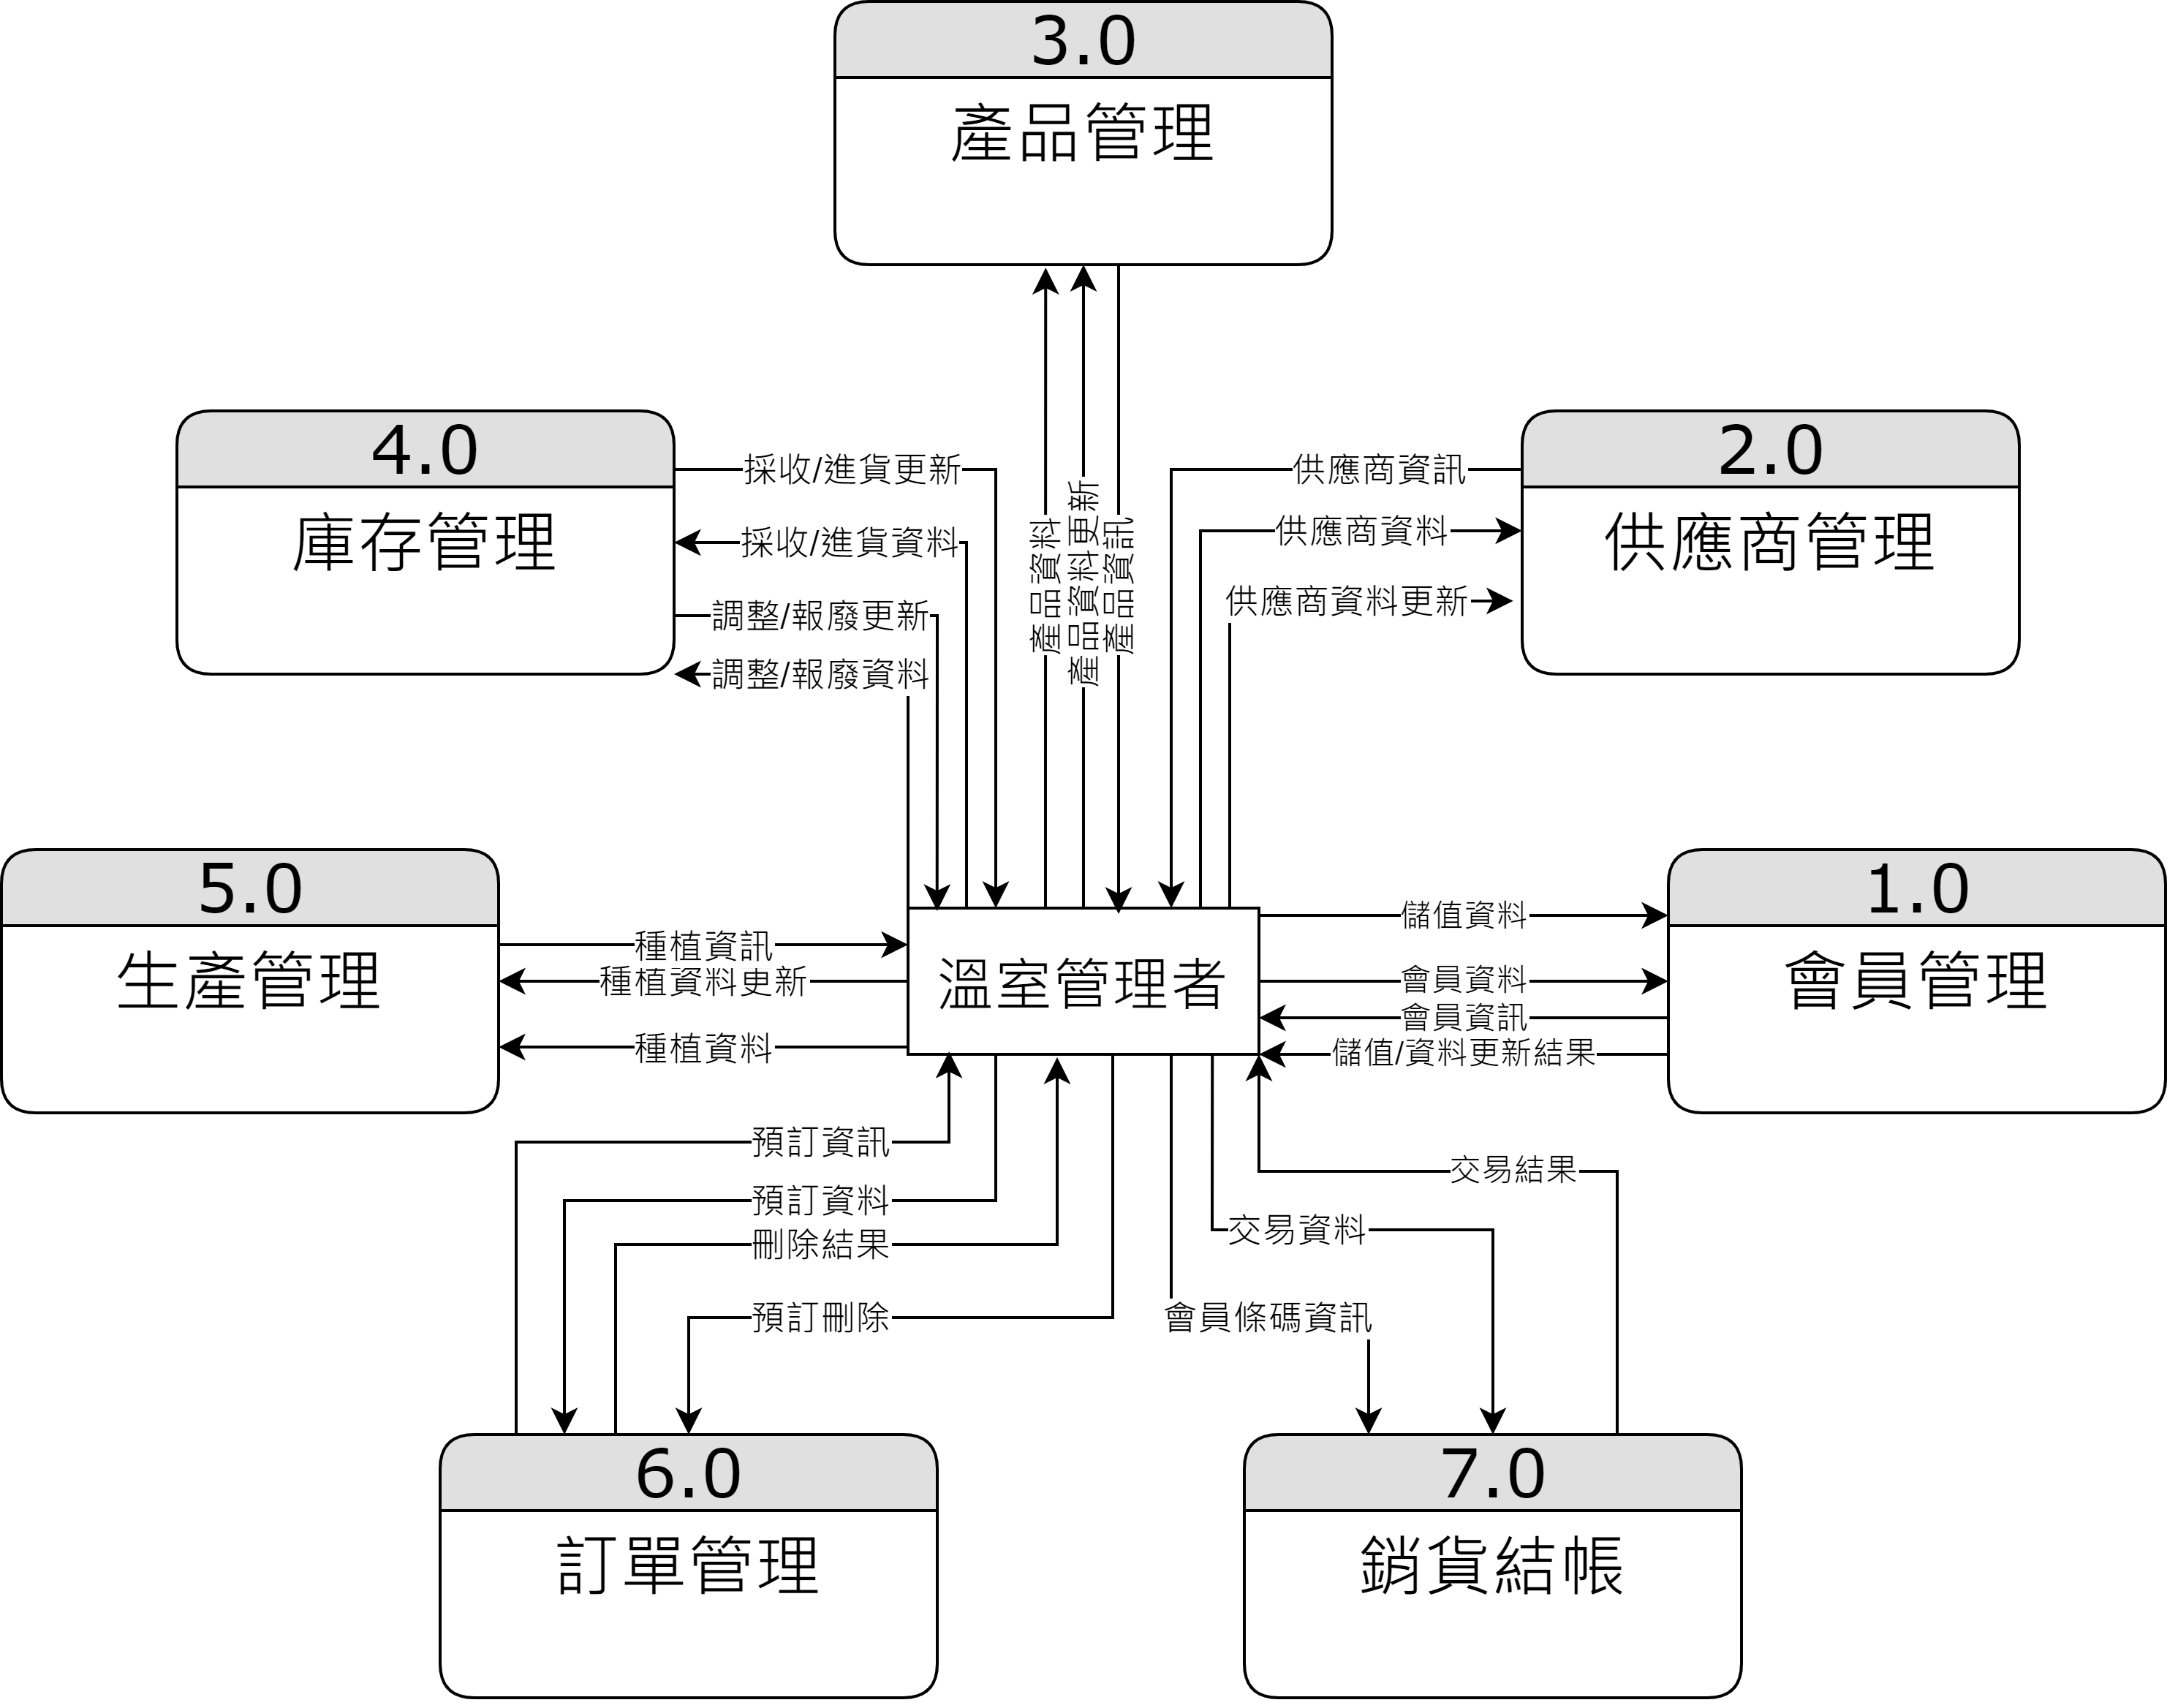 3.0
產品管理
4.0
庫存管理
2.0
供應商管理
採收/進貨更新
採收/進貨資料
調整/報廢更新
調整/報廢資料
產品資料
產品資料更新
產品資訊
供應商資訊
供應商資料
供應商資料更新
5.0
生產管理
種植資訊
種植資料更新
種植資料
溫室管理者
儲值資料
會員資料
會員資訊
儲值/資料更新結果
1.0
會員管理
預訂資訊
預訂資料
刪除結果
預訂刪除
交易結果
交易資料
會員條碼資訊
6.0
訂單管理
7.0
銷貨結帳